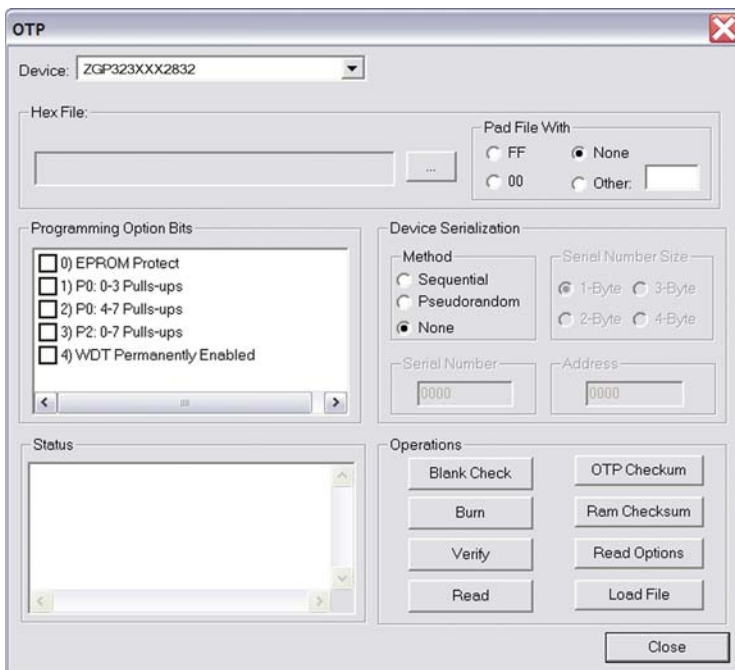 OTP
Device: ZGP323XXX2832
Hex File:
...
Pad File With
FF
None
00
Other:
Programming Option Bits
0) EPROM Protect
1) P0: 0-3 Pulls-ups
2) P0: 4-7 Pulls-ups
3) P2: 0-7 Pulls-ups
4) WDT Permanently Enabled
Device Serialization
Method
Sequential
Pseudorandom
None
Serial Number Size
1-Byte
3-Byte
2-Byte
4-Byte
Serial Number
0000
Address
0000
Status
Operations
Blank Check
OTP Checkum
Burn
Ram Checksum
Verify
Read Options
Read
Load File
Close